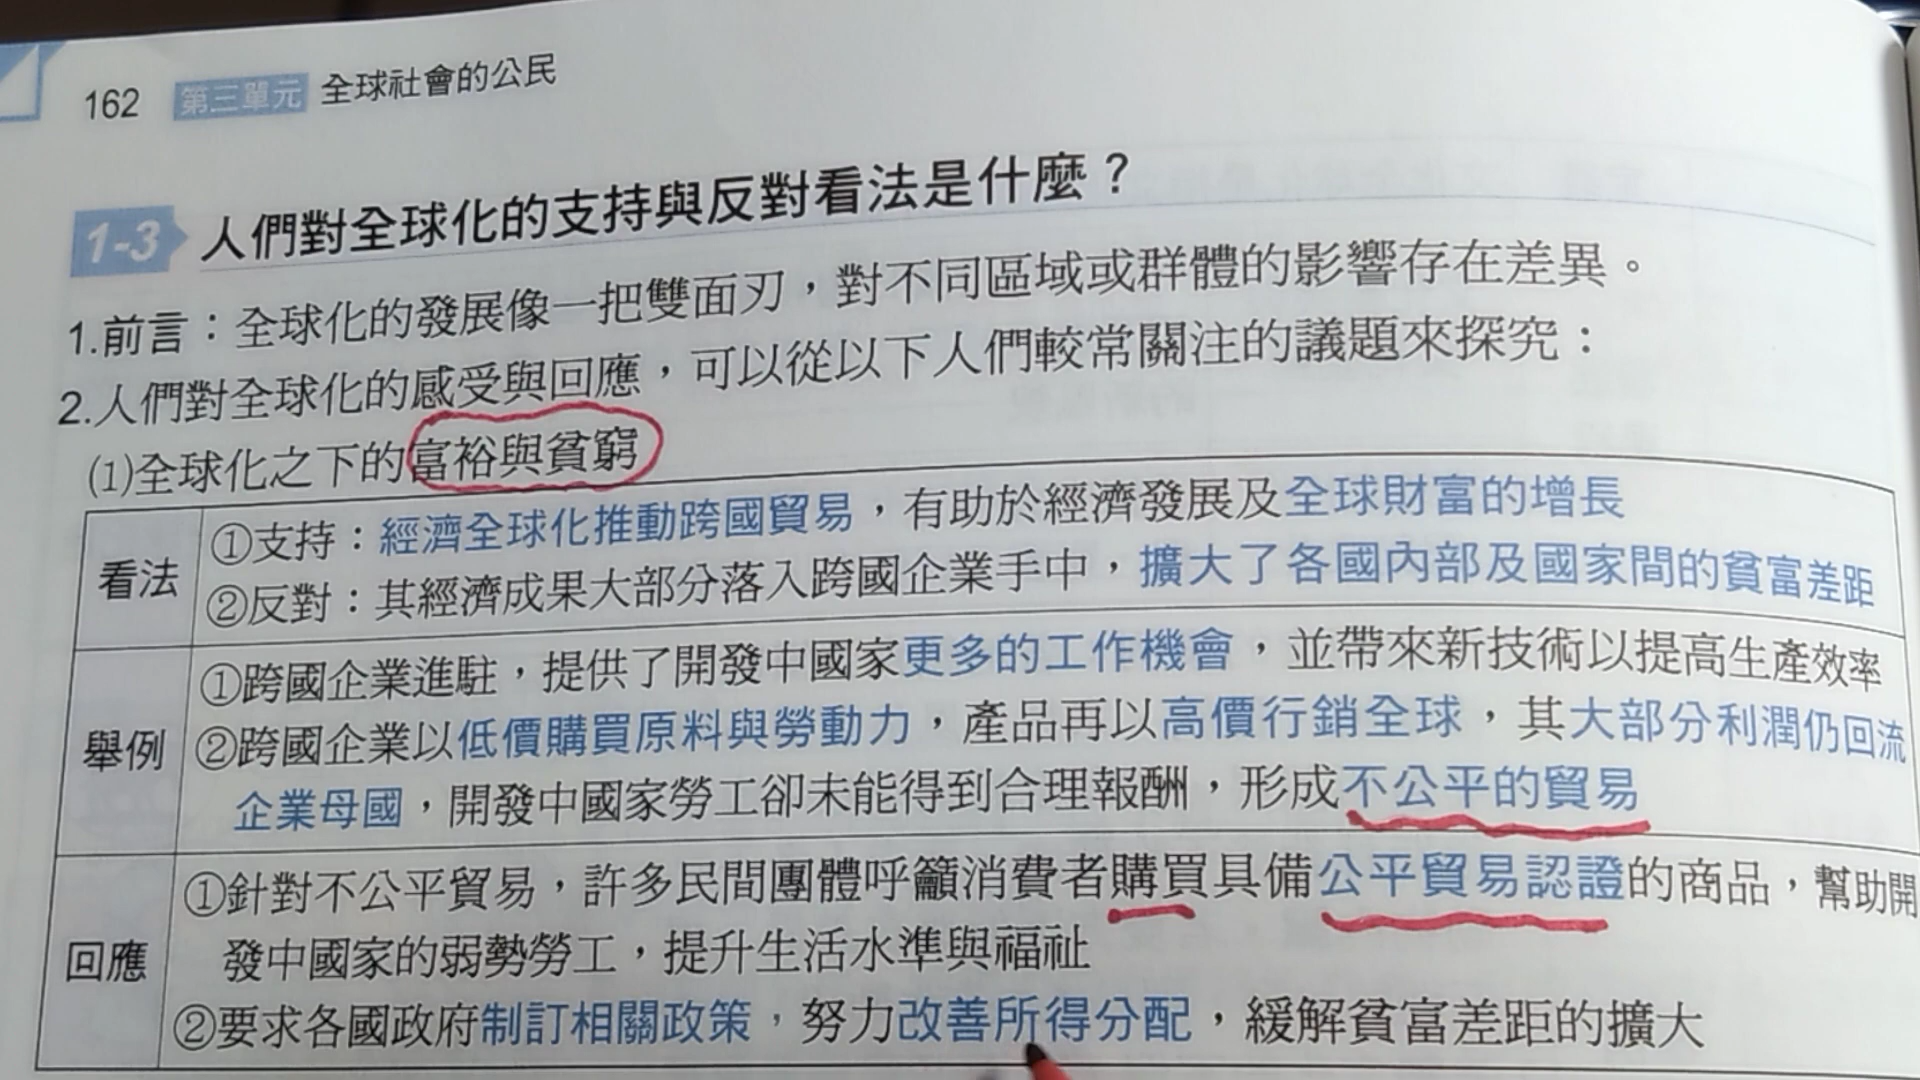 162 第三單元 全球社會的公民
1-3 人們對全球化的支持與反對看法是什麼？
1.前言：全球化的發展像一把雙面刃，對不同區域或群體的影響存在差異。
2.人們對全球化的感受與回應，可以從以下人們較常關注的議題來探究：
(1)全球化之下的富裕與貧窮
看法
①支持：經濟全球化推動跨國貿易，有助於經濟發展及全球財富的增長
②反對：其經濟成果大部分落入跨國企業手中，擴大了各國內部及國家間的貧富差距
舉例
①跨國企業進駐，提供了開發中國家更多的工作機會，並帶來新技術以提高生產效率
②跨國企業以低價購買原料與勞動力，產品再以高價行銷全球，其大部分利潤仍回流
企業母國，開發中國家勞工卻未能得到合理報酬，形成不公平的貿易
回應
①針對不公平貿易，許多民間團體呼籲消費者購買具備公平貿易認證的商品，幫助開
發中國家的弱勢勞工，提升生活水準與福祉
②要求各國政府制訂相關政策，努力改善所得分配，緩解貧富差距的擴大